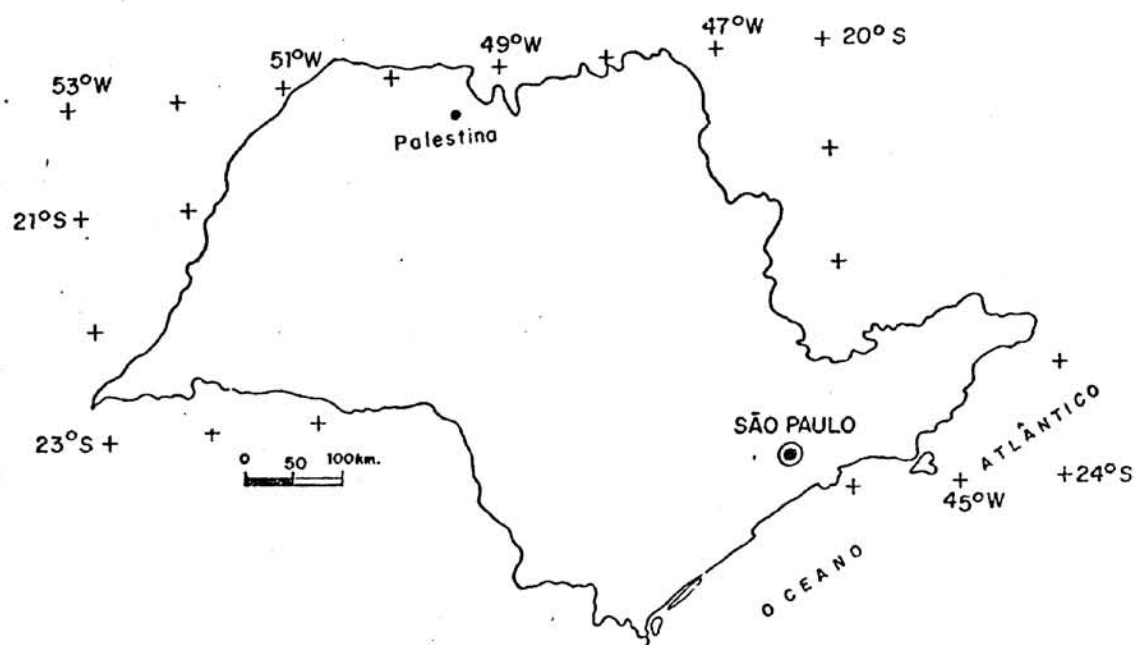 47°W
20° S
49°W
51°W
53°W
Palestina
21°S
SÃO PAULO
ATLÂNTICO
23°S
0 50 100km.
24°S
45°W
OCEANO